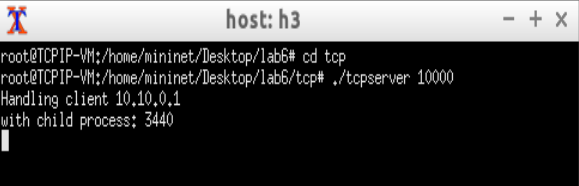 host: h3
root@TCPIP-VM:/home/mininet/Desktop/lab6# cd tcp
root@TCPIP-VM:/home/mininet/Desktop/lab6/tcp# ./tcpserver 10000
Handling client 10.10.0.1
with child process: 3440